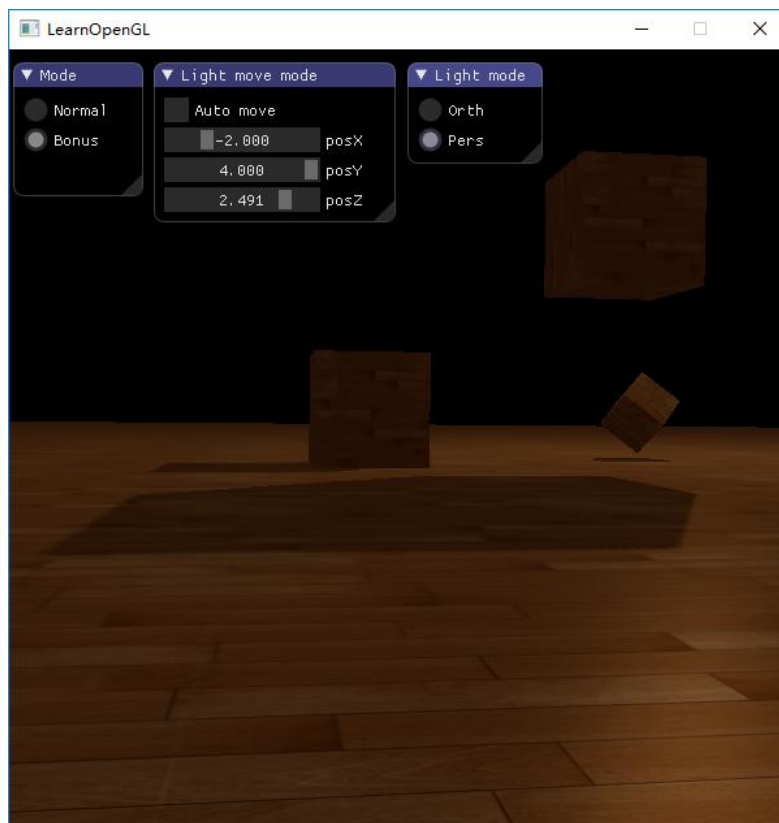 LearnOpenGL
Mode
Normal
Bonus
Light move mode
Auto move
-2.000 posX
4.000 posY
2.491 posZ
Light mode
Orth
Pers